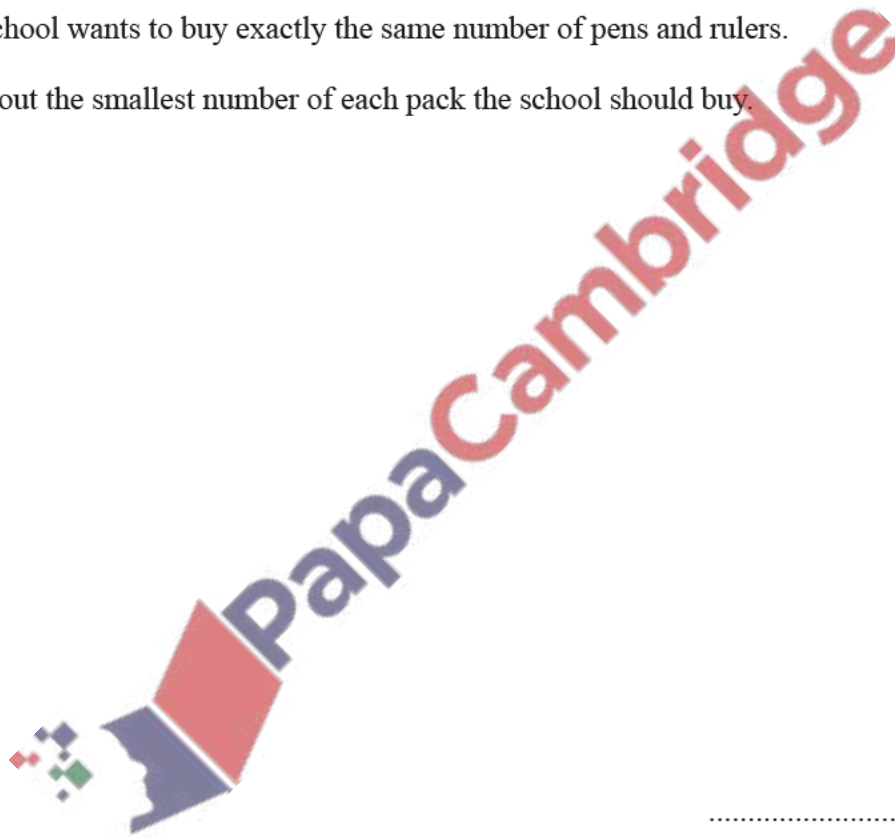 chool wants to buy exactly the same number of pens and rulers.
out the smallest number of each pack the school should buy.
PapaCambridge
........................